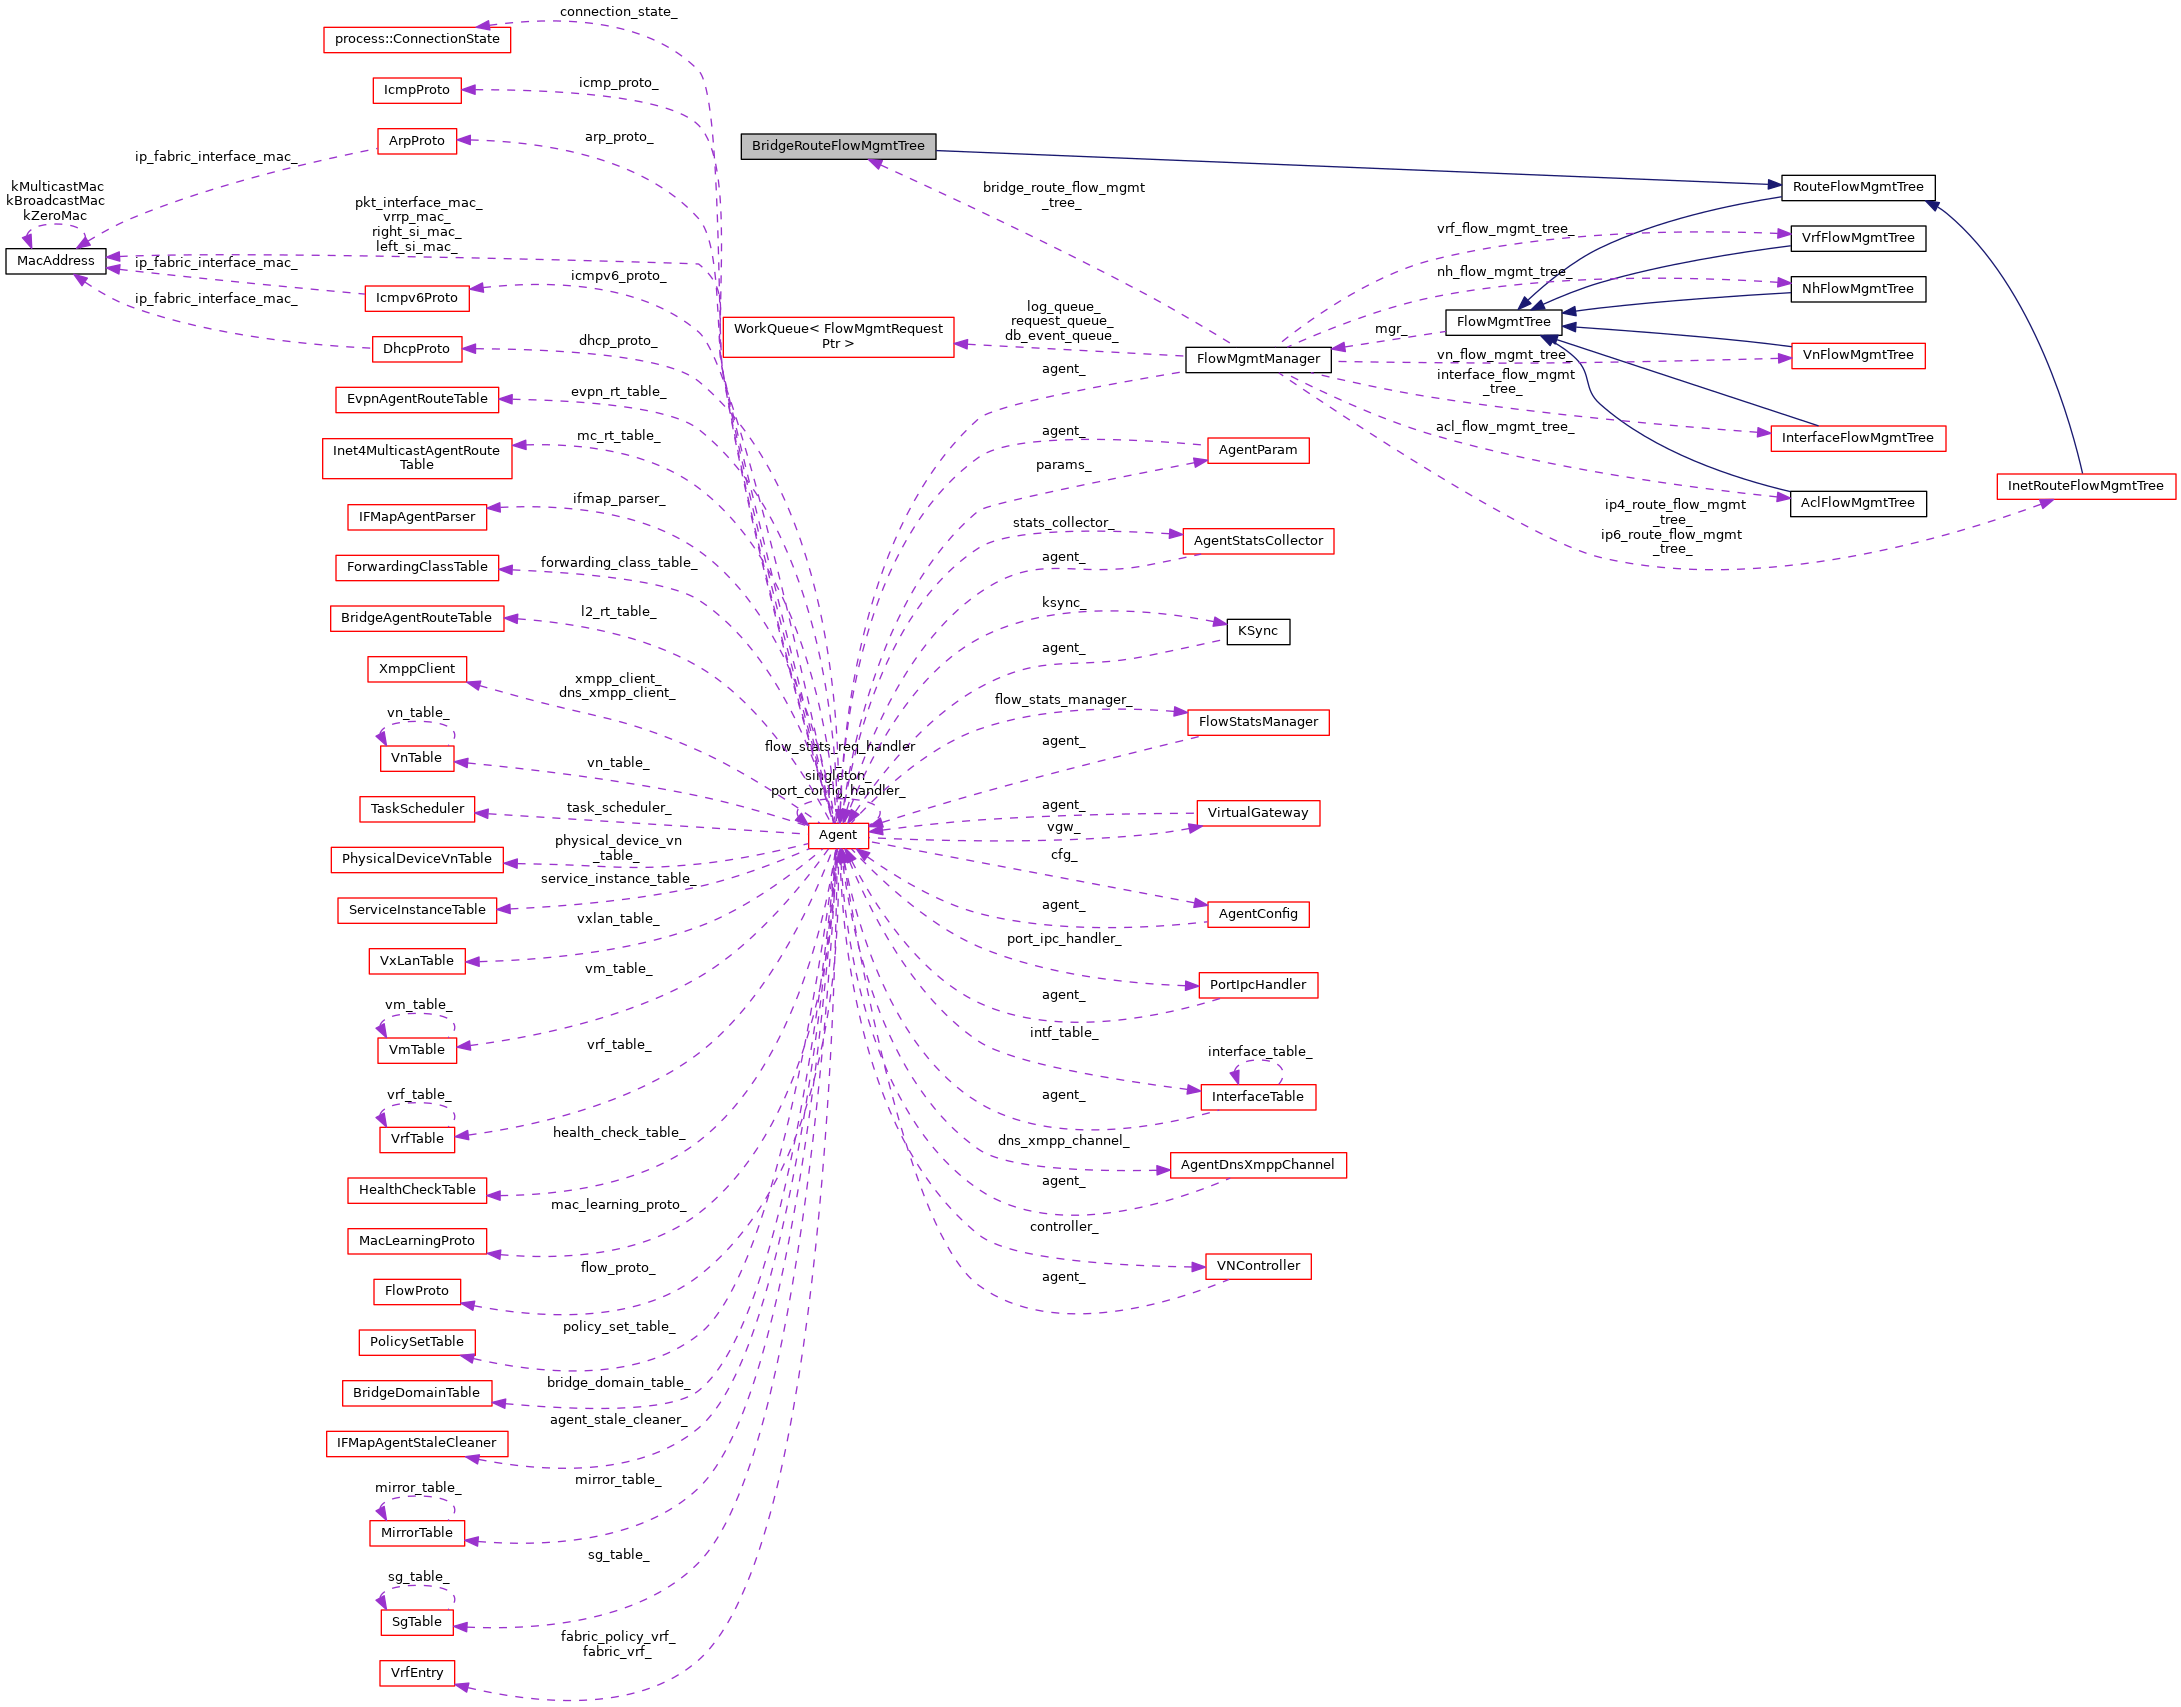 connection_state_
process::ConnectionState
icmp_proto_
IcmpProto
arp_proto_
ArpProto
BridgeRouteFlowMgmtTree
ip_fabric_interface_mac_
kMulticastMac
kBroadcastMac
kZeroMac
MacAddress
pkt_interface_mac_
vrrp_mac_
right_si_mac_
left_si_mac_
ip_fabric_interface_mac_
ip_fabric_interface_mac_
icmpv6_proto_
Icmpv6Proto
dhcp_proto_
DhcpProto
evpn_rt_table_
EvpnAgentRouteTable
mc_rt_table_
Inet4MulticastAgentRoute
Table
ifmap_parser_
IFMapAgentParser
forwarding_class_table_
ForwardingClassTable
l2_rt_table_
BridgeAgentRouteTable
XmppClient
xmpp_client_
dns_xmpp_client_
vn_table_
VnTable
vn_table_
task_scheduler_
TaskScheduler
physical_device_vn
_table_
PhysicalDeviceVnTable
service_instance_table_
ServiceInstanceTable
vxlan_table_
VxLanTable
vm_table_
vm_table_
VmTable
vrf_table_
vrf_table_
VrfTable
health_check_table_
HealthCheckTable
mac_learning_proto_
MacLearningProto
flow_proto_
FlowProto
policy_set_table_
PolicySetTable
bridge_domain_table_
BridgeDomainTable
agent_stale_cleaner_
IFMapAgentStaleCleaner
mirror_table_
mirror_table_
MirrorTable
sg_table_
sg_table_
SgTable
fabric_policy_vrf_
fabric_vrf_
VrfEntry
flow_stats_req_handler
_
singleton_
port_config_handler_
Agent
WorkQueue< FlowMgmtRequest
Ptr >
bridge_route_flow_mgmt
_tree_
log_queue_
request_queue_
db_event_queue_
FlowMgmtManager
agent_
agent_
AgentParam
params_
stats_collector_
AgentStatsCollector
agent_
ksync_
KSync
agent_
flow_stats_manager_
FlowStatsManager
agent_
agent_
VirtualGateway
vgw_
cfg_
agent_
AgentConfig
port_ipc_handler_
PortIpcHandler
agent_
intf_table_
interface_table_
InterfaceTable
agent_
dns_xmpp_channel_
AgentDnsXmppChannel
agent_
controller_
VNController
agent_
mgr_
FlowMgmtTree
vrf_flow_mgmt_tree_
nh_flow_mgmt_tree_
vn_flow_mgmt_tree_
interface_flow_mgmt
_tree_
acl_flow_mgmt_tree_
ip4_route_flow_mgmt
_tree_
ip6_route_flow_mgmt
_tree_
RouteFlowMgmtTree
VrfFlowMgmtTree
NhFlowMgmtTree
VnFlowMgmtTree
InterfaceFlowMgmtTree
AclFlowMgmtTree
InetRouteFlowMgmtTree